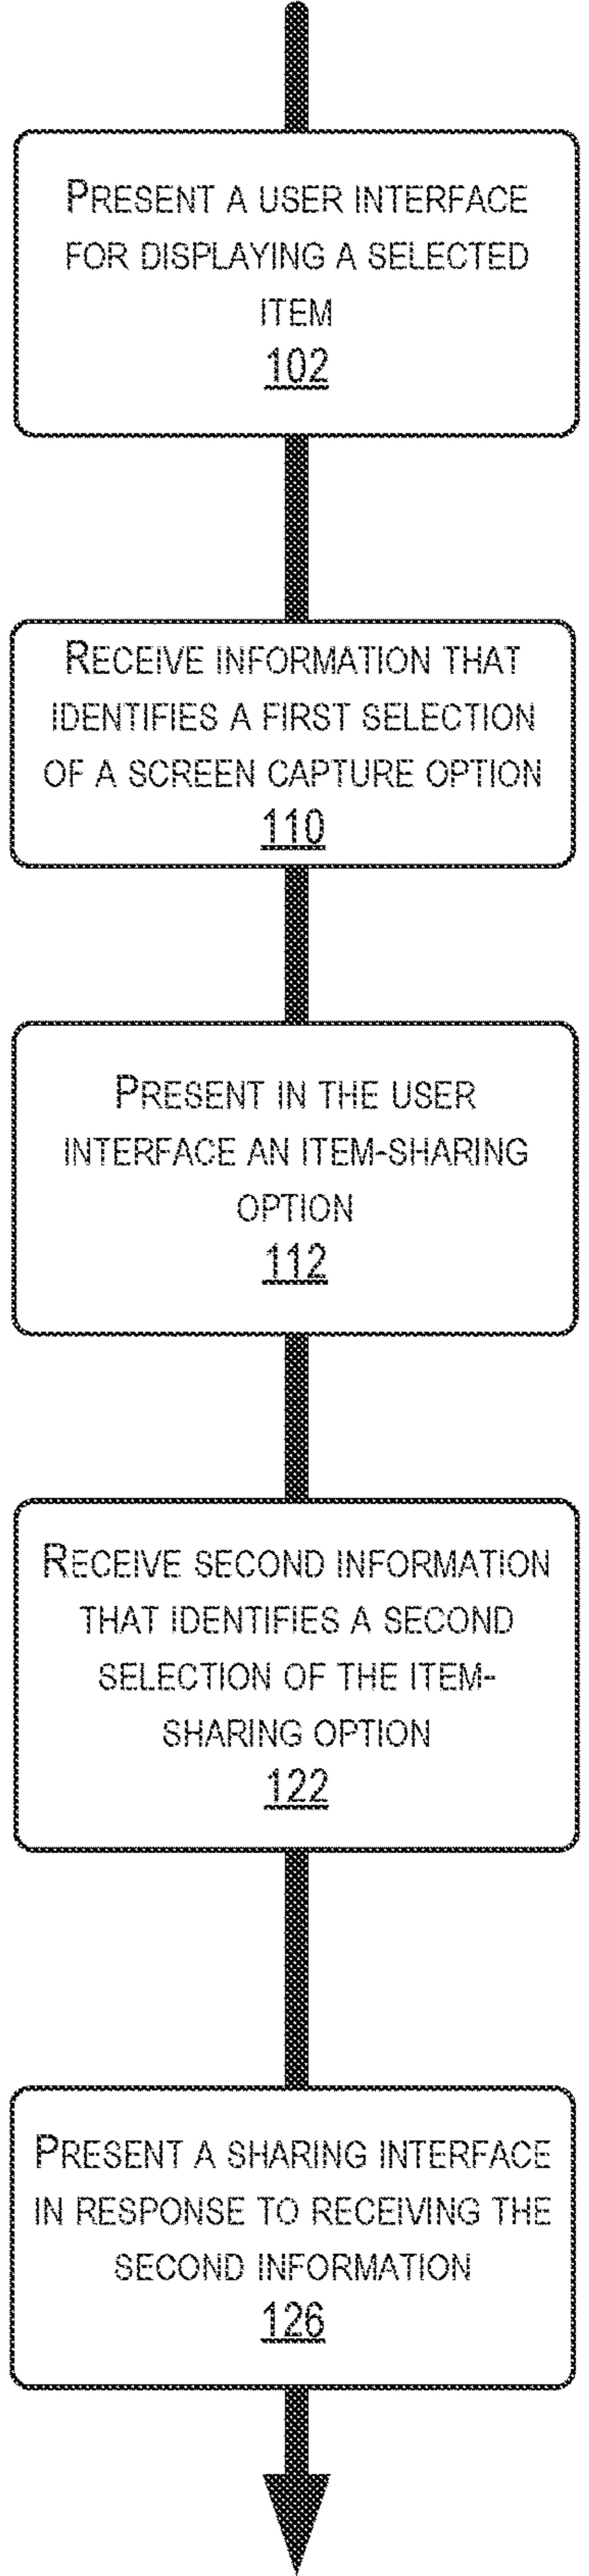 PRESENT A USER INTERFACE
FOR DISPLAYING A SELECTED
ITEM
102
RECEIVE INFORMATION THAT
IDENTIFIES A FIRST SELECTION
OF A SCREEN CAPTURE OPTION
110
PRESENT IN THE USER
INTERFACE AN ITEM-SHARING
OPTION
112
RECEIVE SECOND INFORMATION
THAT IDENTIFIES A SECOND
SELECTION OF THE ITEM-
SHARING OPTION
122
PRESENT A SHARING INTERFACE
IN RESPONSE TO RECEIVING THE
SECOND INFORMATION
126